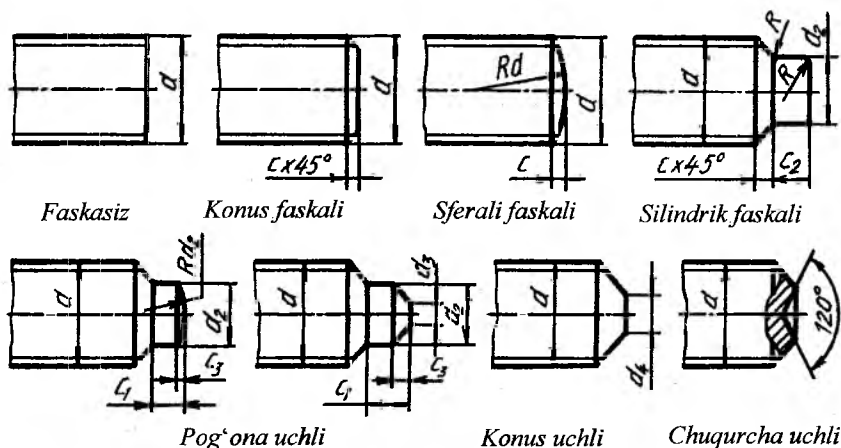 d d Rd d d R R d₂
c×45° c c×45° c₂
Faskasiz Konus faskali Sferali faskali Silindrik faskali
d Rd₂ d₂ d d₃ d₂ d d₄ d 120°
c₁ c₃ c₁ c₃
Pog‘ona uchli Konus uchli Chuqurcha uchli